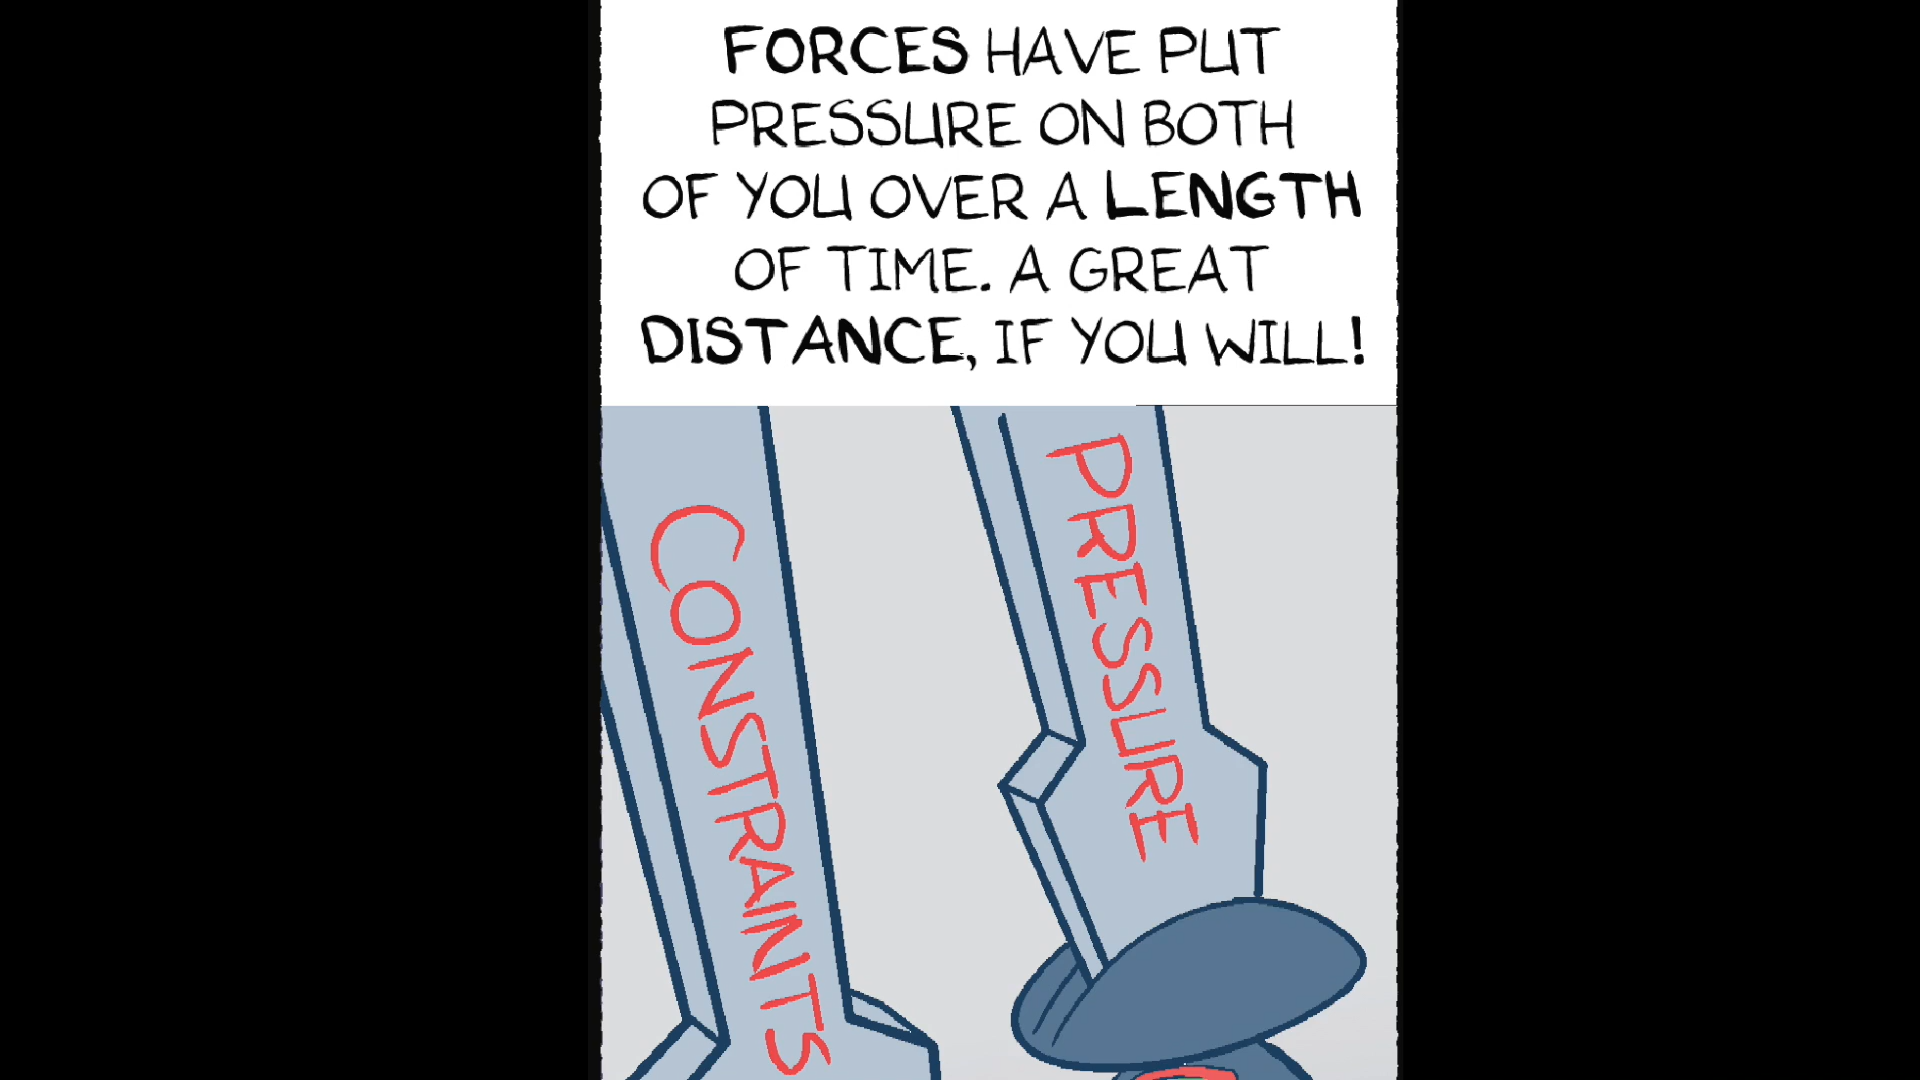 FORCES HAVE PUT
PRESSURE ON BOTH
OF YOU OVER A LENGTH
OF TIME. A GREAT
DISTANCE, IF YOU WILL!
CONSTRAINTS
PRESSURE